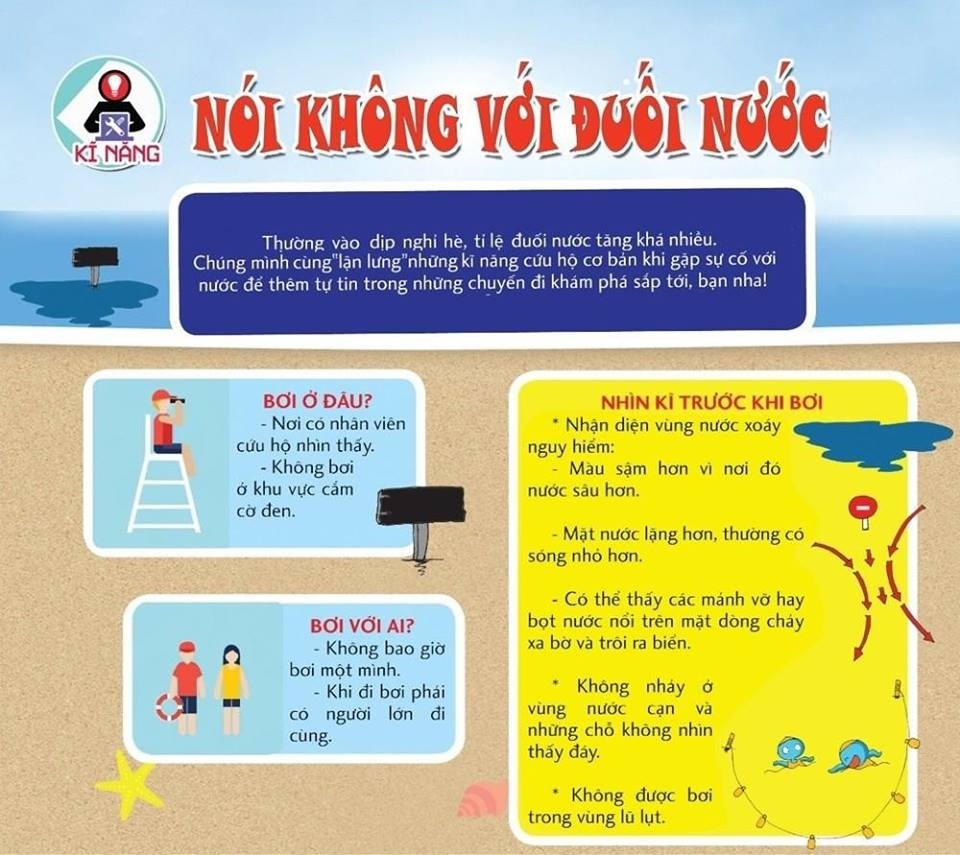 KĨ NĂNG
NÓI KHÔNG VỚI ĐUỐI NƯỚC
Thường vào dịp nghỉ hè, tỉ lệ đuối nước tăng khá nhiều.
Chúng mình cùng "lận lưng" những kĩ năng cứu hộ cơ bản khi gặp sự cố với
nước để thêm tự tin trong những chuyến đi khám phá sắp tới, bạn nha!
BƠI Ở ĐÂU?
- Nơi có nhân viên
cứu hộ nhìn thấy.
- Không bơi
ở khu vực cắm
cờ đen.
BƠI VỚI AI?
- Không bao giờ
bơi một mình.
- Khi đi bơi phải
có người lớn đi
cùng.
NHÌN KĨ TRƯỚC KHI BƠI
* Nhận diện vùng nước xoáy
nguy hiểm:
- Màu sậm hơn vì nơi đó
nước sâu hơn.
- Mặt nước lặng hơn, thường có
sóng nhỏ hơn.
- Có thể thấy các mảnh vỡ hay
bọt nước nổi trên mặt dòng chảy
xa bờ và trôi ra biển.
* Không nhảy ở
vùng nước cạn và
những chỗ không nhìn
thấy đáy.
* Không được bơi
trong vùng lũ lụt.